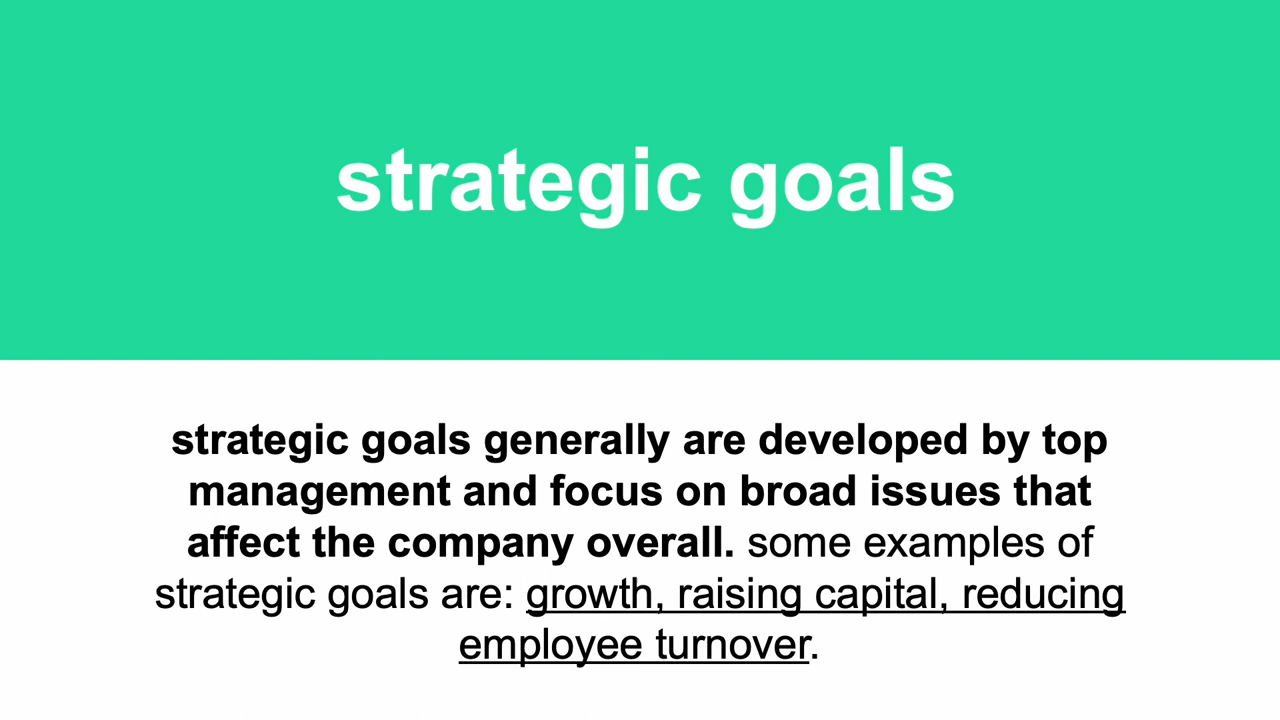 strategic goals
strategic goals generally are developed by top
management and focus on broad issues that
affect the company overall. some examples of
strategic goals are: growth, raising capital, reducing
employee turnover.